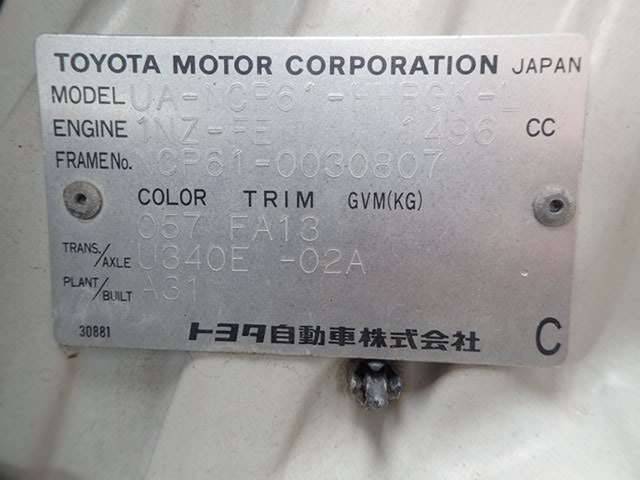 TOYOTA MOTOR CORPORATION JAPAN
MODEL UA-NCP61-HHPGK-L
ENGINE 1NZ-FE 1496 CC
FRAME No. NCP61-0030807
COLOR TRIM GVM(KG)
057 FA13
TRANS./AXLE U340E -02A
PLANT/BUILT A31
30881 トヨタ自動車株式会社 C